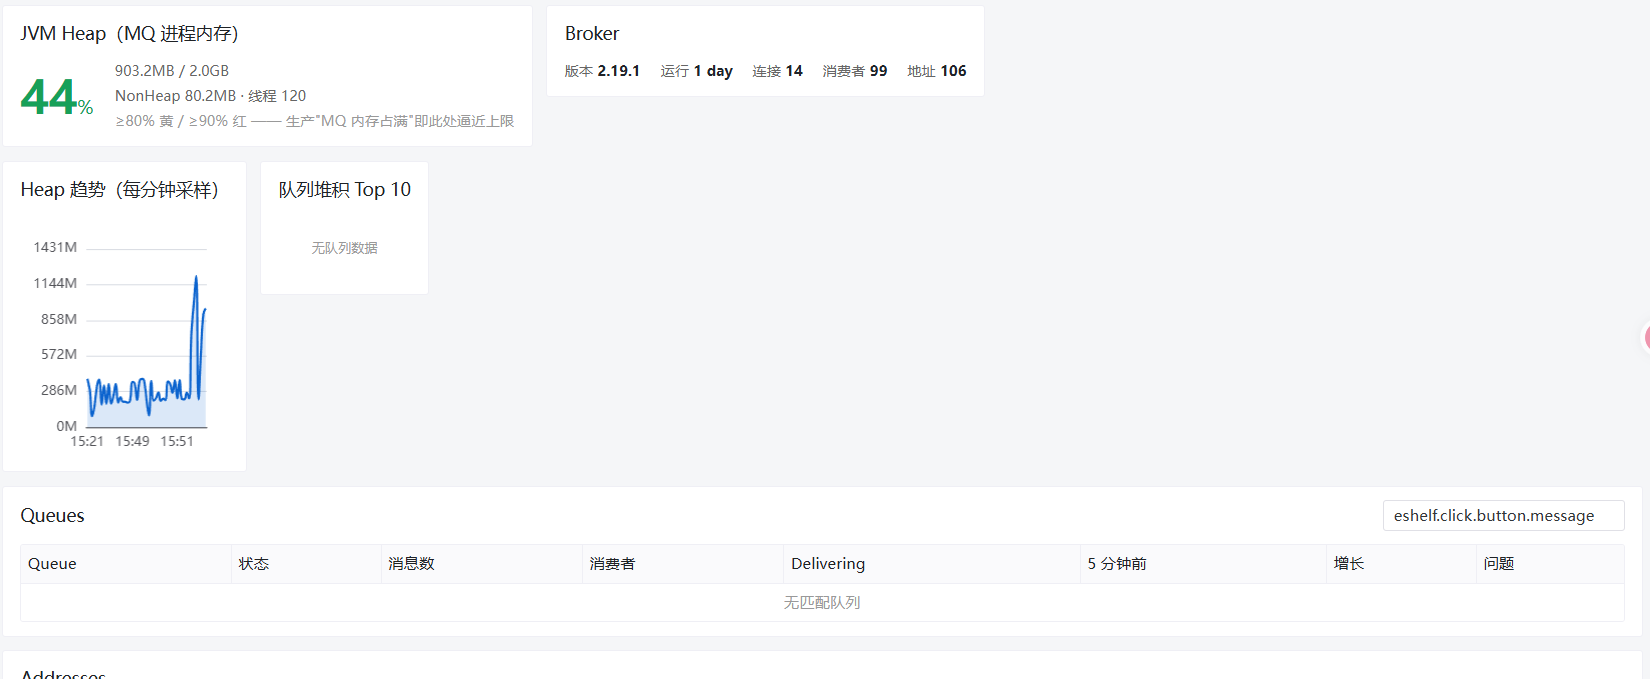 JVM Heap（MQ 进程内存）
44%
903.2MB / 2.0GB
NonHeap 80.2MB · 线程 120
≥80% 黄 / ≥90% 红 —— 生产"MQ 内存占满"即此处逼近上限
Broker
版本 2.19.1 运行 1 day 连接 14 消费者 99 地址 106
Heap 趋势（每分钟采样）
1431M
1144M
858M
572M
286M
0M
15:21 15:49 15:51
队列堆积 Top 10
无队列数据
Queues
eshelf.click.button.message
Queue 状态 消息数 消费者 Delivering 5 分钟前 增长 问题
无匹配队列
Addresses